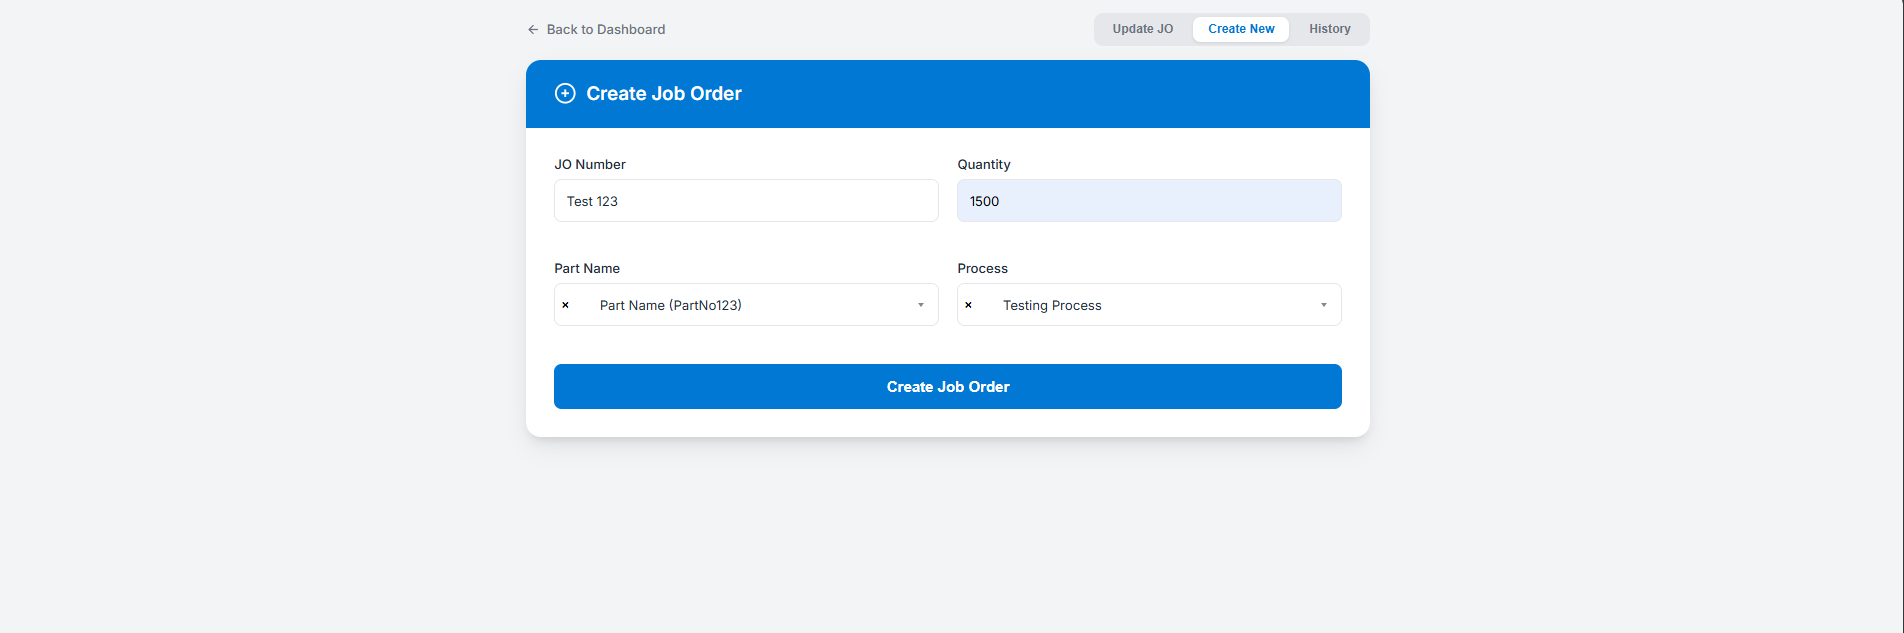 ← Back to Dashboard
Update JO Create New History
Create Job Order
JO Number
Test 123
Quantity
1500
Part Name
× Part Name (PartNo123)
Process
× Testing Process
Create Job Order